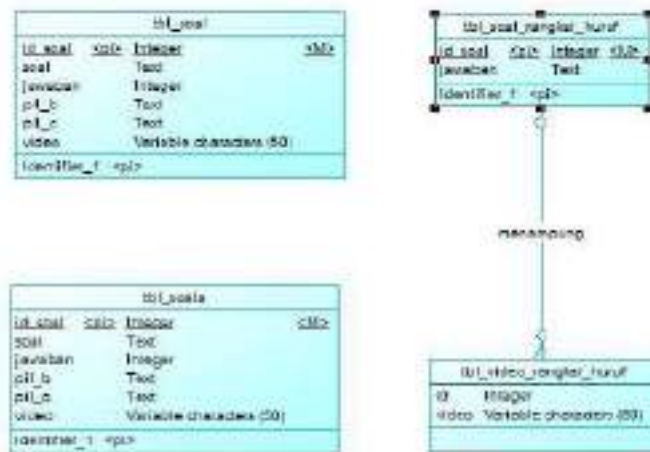 tbl_soal
id_soal <pi> Integer <M>
soal Text
jawaban Integer
pil_b Text
pil_c Text
video Variable characters (50)
Identifier_1 <pi>
tbl_soal_rangkai_huruf
id_soal <pi> Integer <M>
jawaban Text
Identifier_1 <pi>
menampung
tbl_soala
id_soal <pi> Integer <M>
soal Text
jawaban Integer
pil_b Text
pil_c Text
video Variable characters (50)
Identifier_1 <pi>
tbl_video_rangkai_huruf
id Integer
video Variable characters (50)